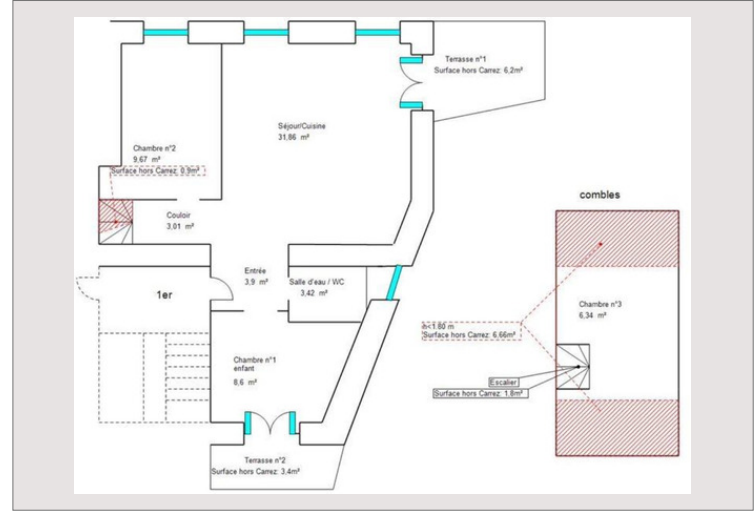 Terrasse n°1
Surface hors Carrez: 6,2m²
Séjour/Cuisine
31,86 m²
Chambre n°2
9,67 m²
Surface hors Carrez: 0.9m²
combles
Couloir
3,01 m²
Entrée
3,9 m²
Salle d'eau / WC
3,42 m²
1er
Chambre n°3
6,34 m²
h<1.80 m
Surface hors Carrez: 6.66m²
Chambre n°1
enfant
8,6 m²
Escalier
Surface hors Carrez: 1.8m²
Terrasse n°2
Surface hors Carrez: 3.4m²